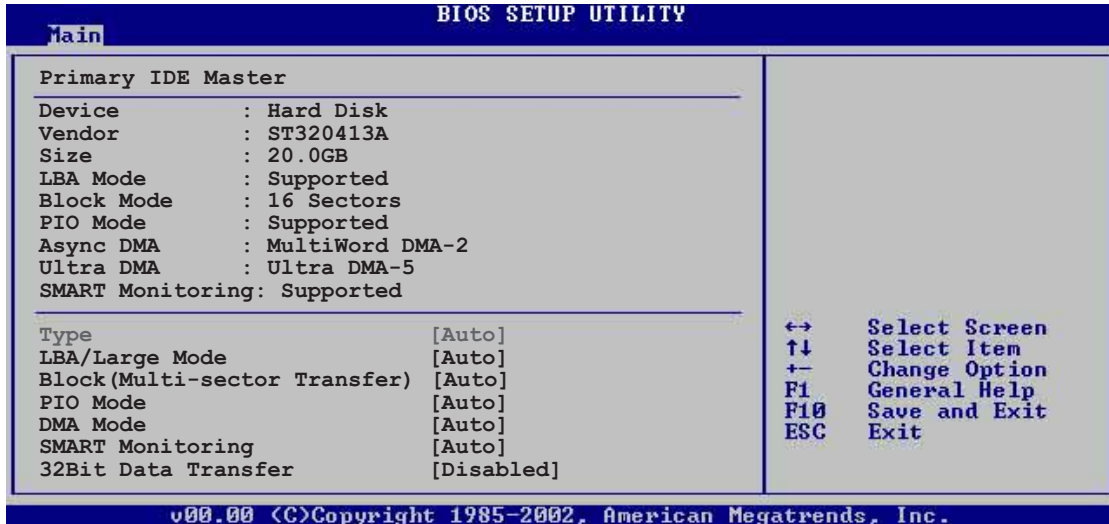 BIOS SETUP UTILITY
Main
Primary IDE Master
Device : Hard Disk
Vendor : ST320413A
Size : 20.0GB
LBA Mode : Supported
Block Mode : 16 Sectors
PIO Mode : Supported
Async DMA : MultiWord DMA-2
Ultra DMA : Ultra DMA-5
SMART Monitoring: Supported
Type [Auto]
LBA/Large Mode [Auto]
Block(Multi-sector Transfer) [Auto]
PIO Mode [Auto]
DMA Mode [Auto]
SMART Monitoring [Auto]
32Bit Data Transfer [Disabled]
←→ Select Screen
↑↓ Select Item
+- Change Option
F1 General Help
F10 Save and Exit
ESC Exit
v00.00 (C)Copyright 1985-2002, American Megatrends, Inc.